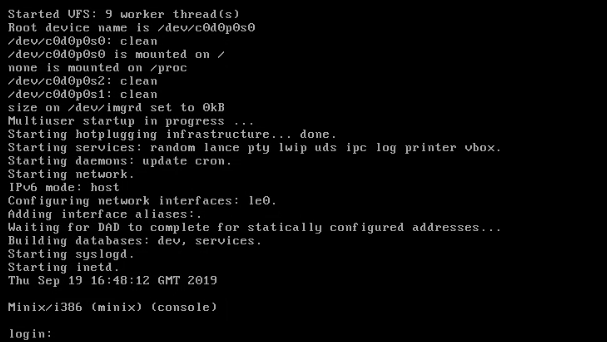 Started VFS: 9 worker thread(s)
Root device name is /dev/c0d0p0s0
/dev/c0d0p0s0: clean
/dev/c0d0p0s0 is mounted on /
none is mounted on /proc
/dev/c0d0p0s2: clean
/dev/c0d0p0s1: clean
size on /dev/imgrd set to 0kB
Multiuser startup in progress ...
Starting hotplugging infrastructure... done.
Starting services: random lance pty lwip uds ipc log printer vbox.
Starting daemons: update cron.
Starting network.
IPv6 mode: host
Configuring network interfaces: le0.
Adding interface aliases:.
Waiting for DAD to complete for statically configured addresses...
Building databases: dev, services.
Starting syslogd.
Starting inetd.
Thu Sep 19 16:48:12 GMT 2019
Minix/i386 (minix) (console)
login: